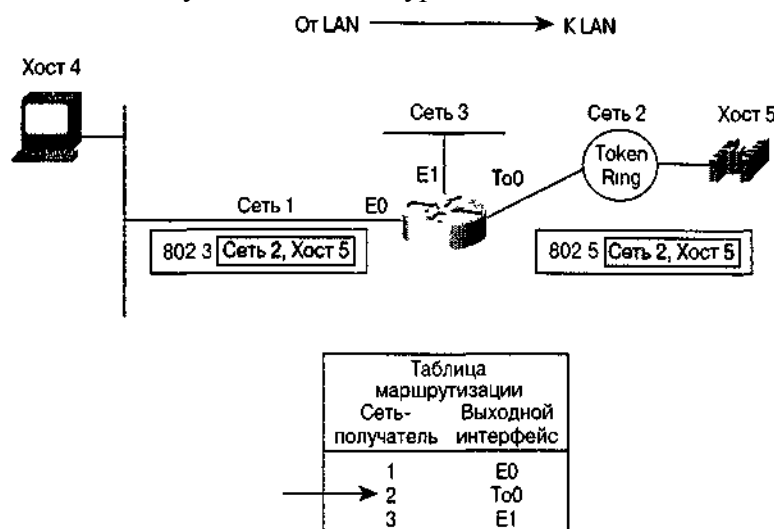 От LAN К LAN
Хост 4
Сеть 3
Сеть 2
Хост 5
Token
Ring
E1
To0
Сеть 1
E0
802 3 Сеть 2, Хост 5
802 5 Сеть 2, Хост 5
Таблица
маршрутизации
Сеть- Выходной
получатель интерфейс
1 E0
2 To0
3 E1